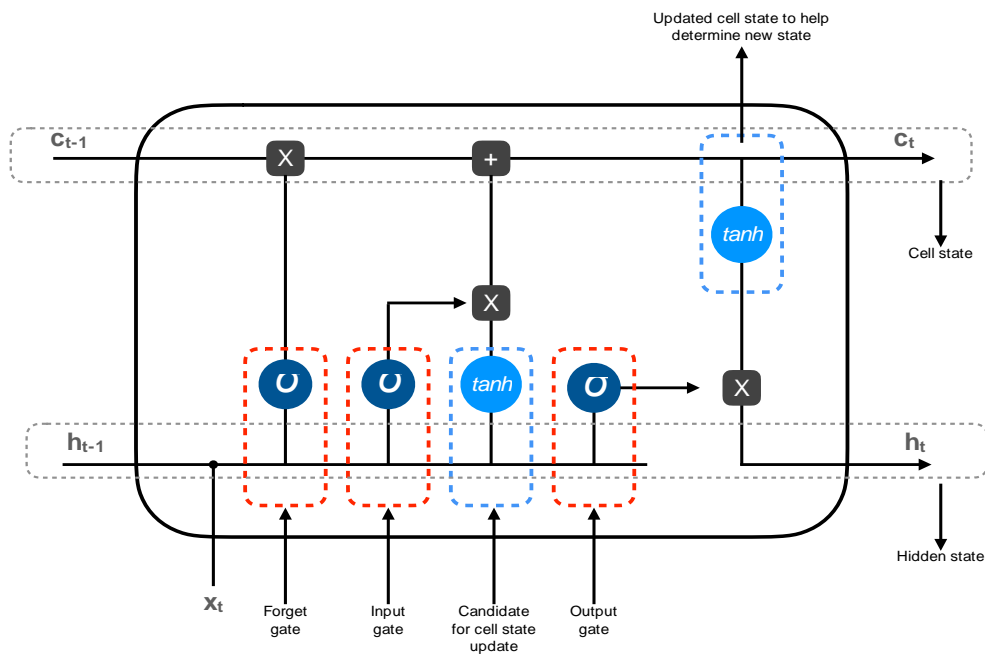 Updated cell state to help
determine new state
Ct-1
X
+
Ct
tanh
Cell state
X
σ
σ
tanh
σ
X
ht-1
ht
Hidden state
xt
Forget
gate
Input
gate
Candidate
for cell state
update
Output
gate